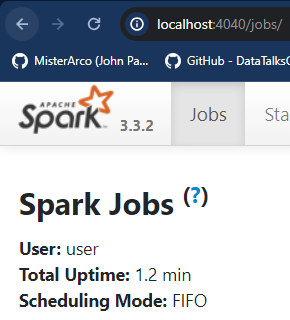 localhost:4040/jobs/
MisterArco (John Pa... GitHub - DataTalksC
APACHE
Spark 3.3.2 Jobs Sta
Spark Jobs (?)
User: user
Total Uptime: 1.2 min
Scheduling Mode: FIFO